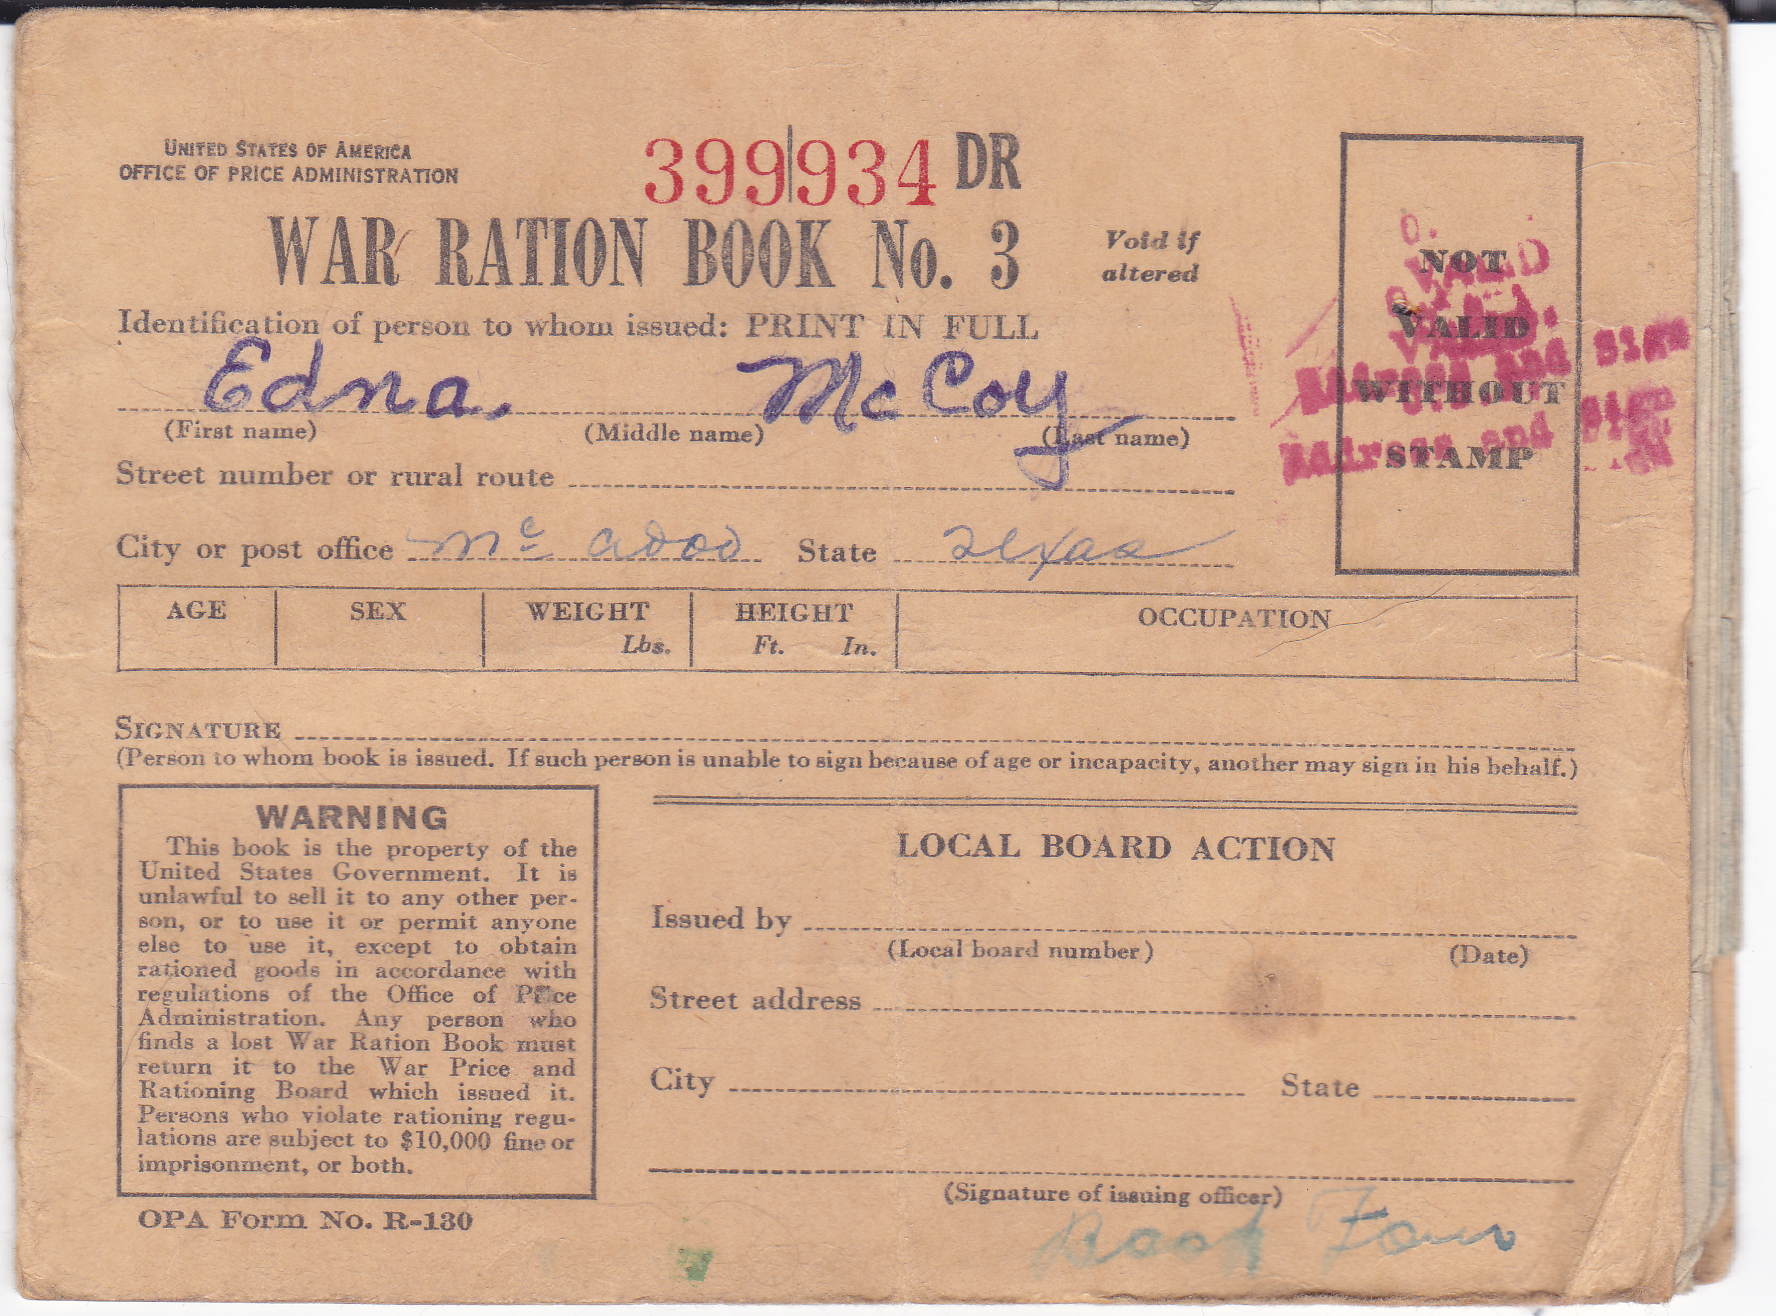 UNITED STATES OF AMERICA
OFFICE OF PRICE ADMINISTRATION
399934 DR
WAR RATION BOOK No. 3
Void if
altered
Identification of person to whom issued: PRINT IN FULL
Edna. McCoy
(First name) (Middle name) (Last name)
Street number or rural route
City or post office Mc adoo State Texas
NOT
VALID
WITHOUT
STAMP
VALID
VALID.
Address and Sign
Address and Sign
AGE SEX WEIGHT HEIGHT OCCUPATION
Lbs. Ft. In.
SIGNATURE
(Person to whom book is issued. If such person is unable to sign because of age or incapacity, another may sign in his behalf.)
WARNING
This book is the property of the
United States Government. It is
unlawful to sell it to any other per-
son, or to use it or permit anyone
else to use it, except to obtain
rationed goods in accordance with
regulations of the Office of Price
Administration. Any person who
finds a lost War Ration Book must
return it to the War Price and
Rationing Board which issued it.
Persons who violate rationing regu-
lations are subject to $10,000 fine or
imprisonment, or both.
OPA Form No. R-130
LOCAL BOARD ACTION
Issued by
(Local board number) (Date)
Street address
City State
(Signature of issuing officer)
Book Four